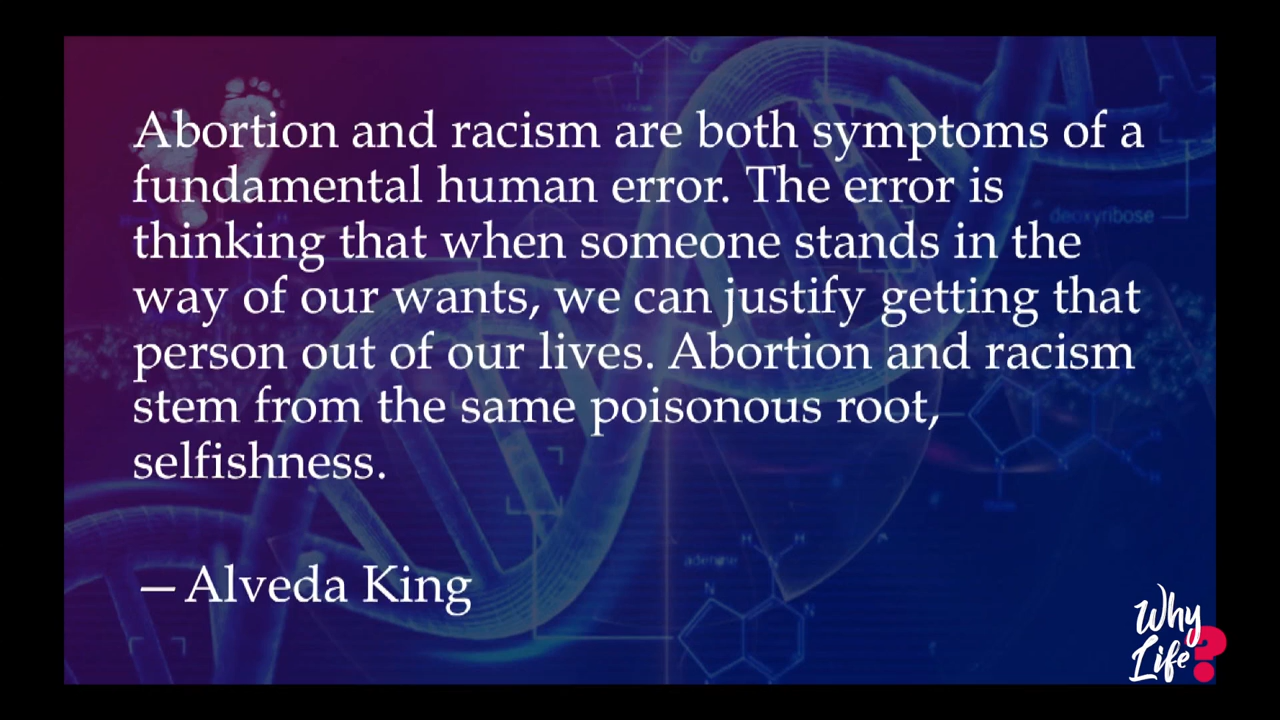 Abortion and racism are both symptoms of a
fundamental human error. The error is
thinking that when someone stands in the
way of our wants, we can justify getting that
person out of our lives. Abortion and racism
stem from the same poisonous root,
selfishness.
—Alveda King
deoxyribose
adenine
H
H
N
N
N
Why
Life?